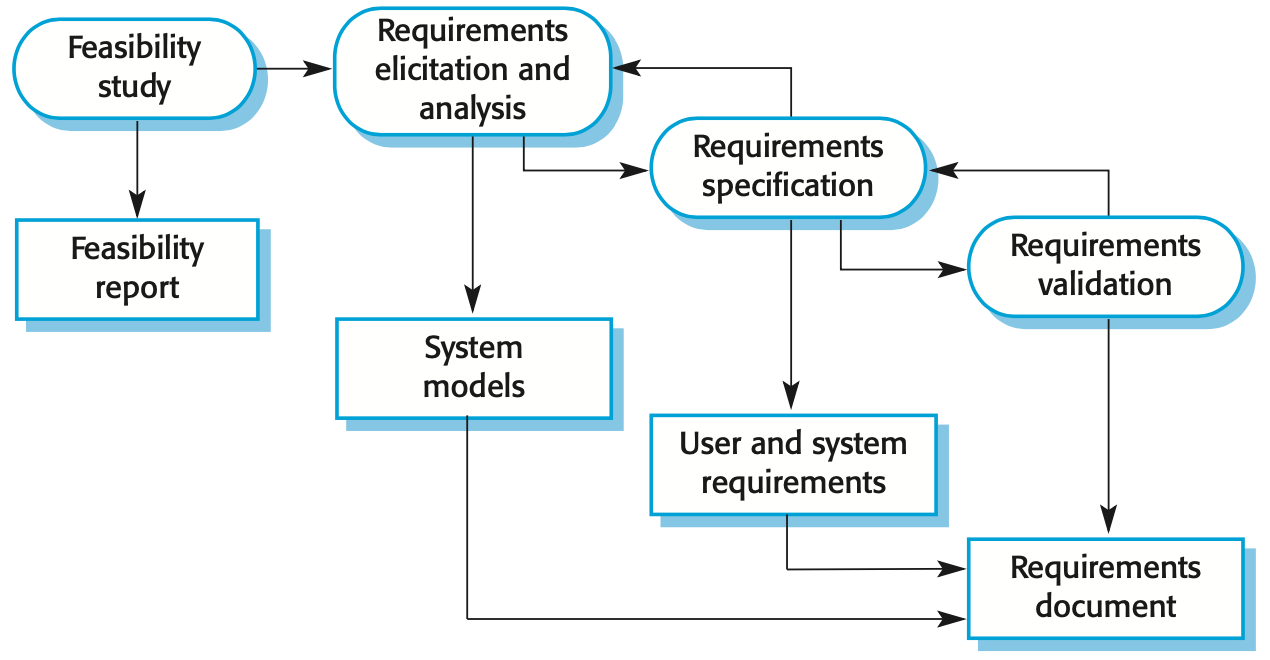 Feasibility
study
Requirements
elicitation and
analysis
Requirements
specification
Requirements
validation
Feasibility
report
System
models
User and system
requirements
Requirements
document